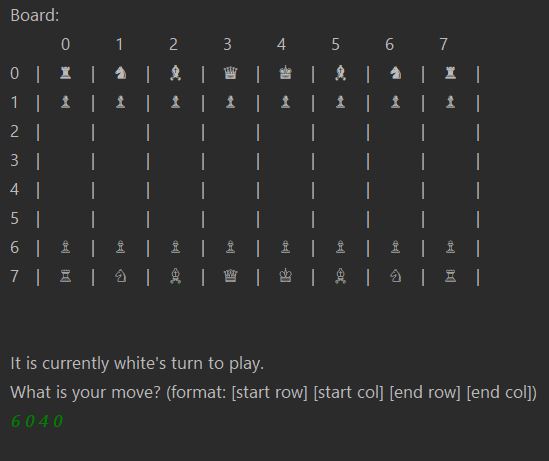 Board:
0 1 2 3 4 5 6 7
0 | ♜ | ♞ | ♝ | ♛ | ♚ | ♝ | ♞ | ♜ |
1 | ♟ | ♟ | ♟ | ♟ | ♟ | ♟ | ♟ | ♟ |
2 | | | | | | | | |
3 | | | | | | | | |
4 | | | | | | | | |
5 | | | | | | | | |
6 | ♙ | ♙ | ♙ | ♙ | ♙ | ♙ | ♙ | ♙ |
7 | ♖ | ♘ | ♗ | ♕ | ♔ | ♗ | ♘ | ♖ |
It is currently white's turn to play.
What is your move? (format: [start row] [start col] [end row] [end col])
6 0 4 0